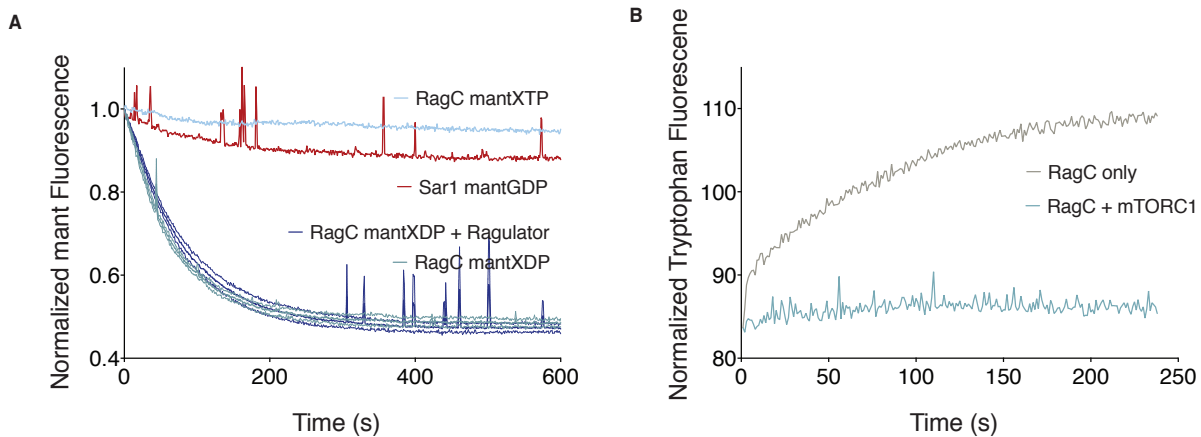 A
Normalized mant Fluorescence
1.0
0.8
0.6
0.4
0
200
400
600
Time (s)
RagC mantXTP
Sar1 mantGDP
RagC mantXDP + Ragulator
RagC mantXDP
B
Normalized Tryptophan Fluorescene
110
100
90
80
0
50
100
150
200
250
Time (s)
RagC only
RagC + mTORC1